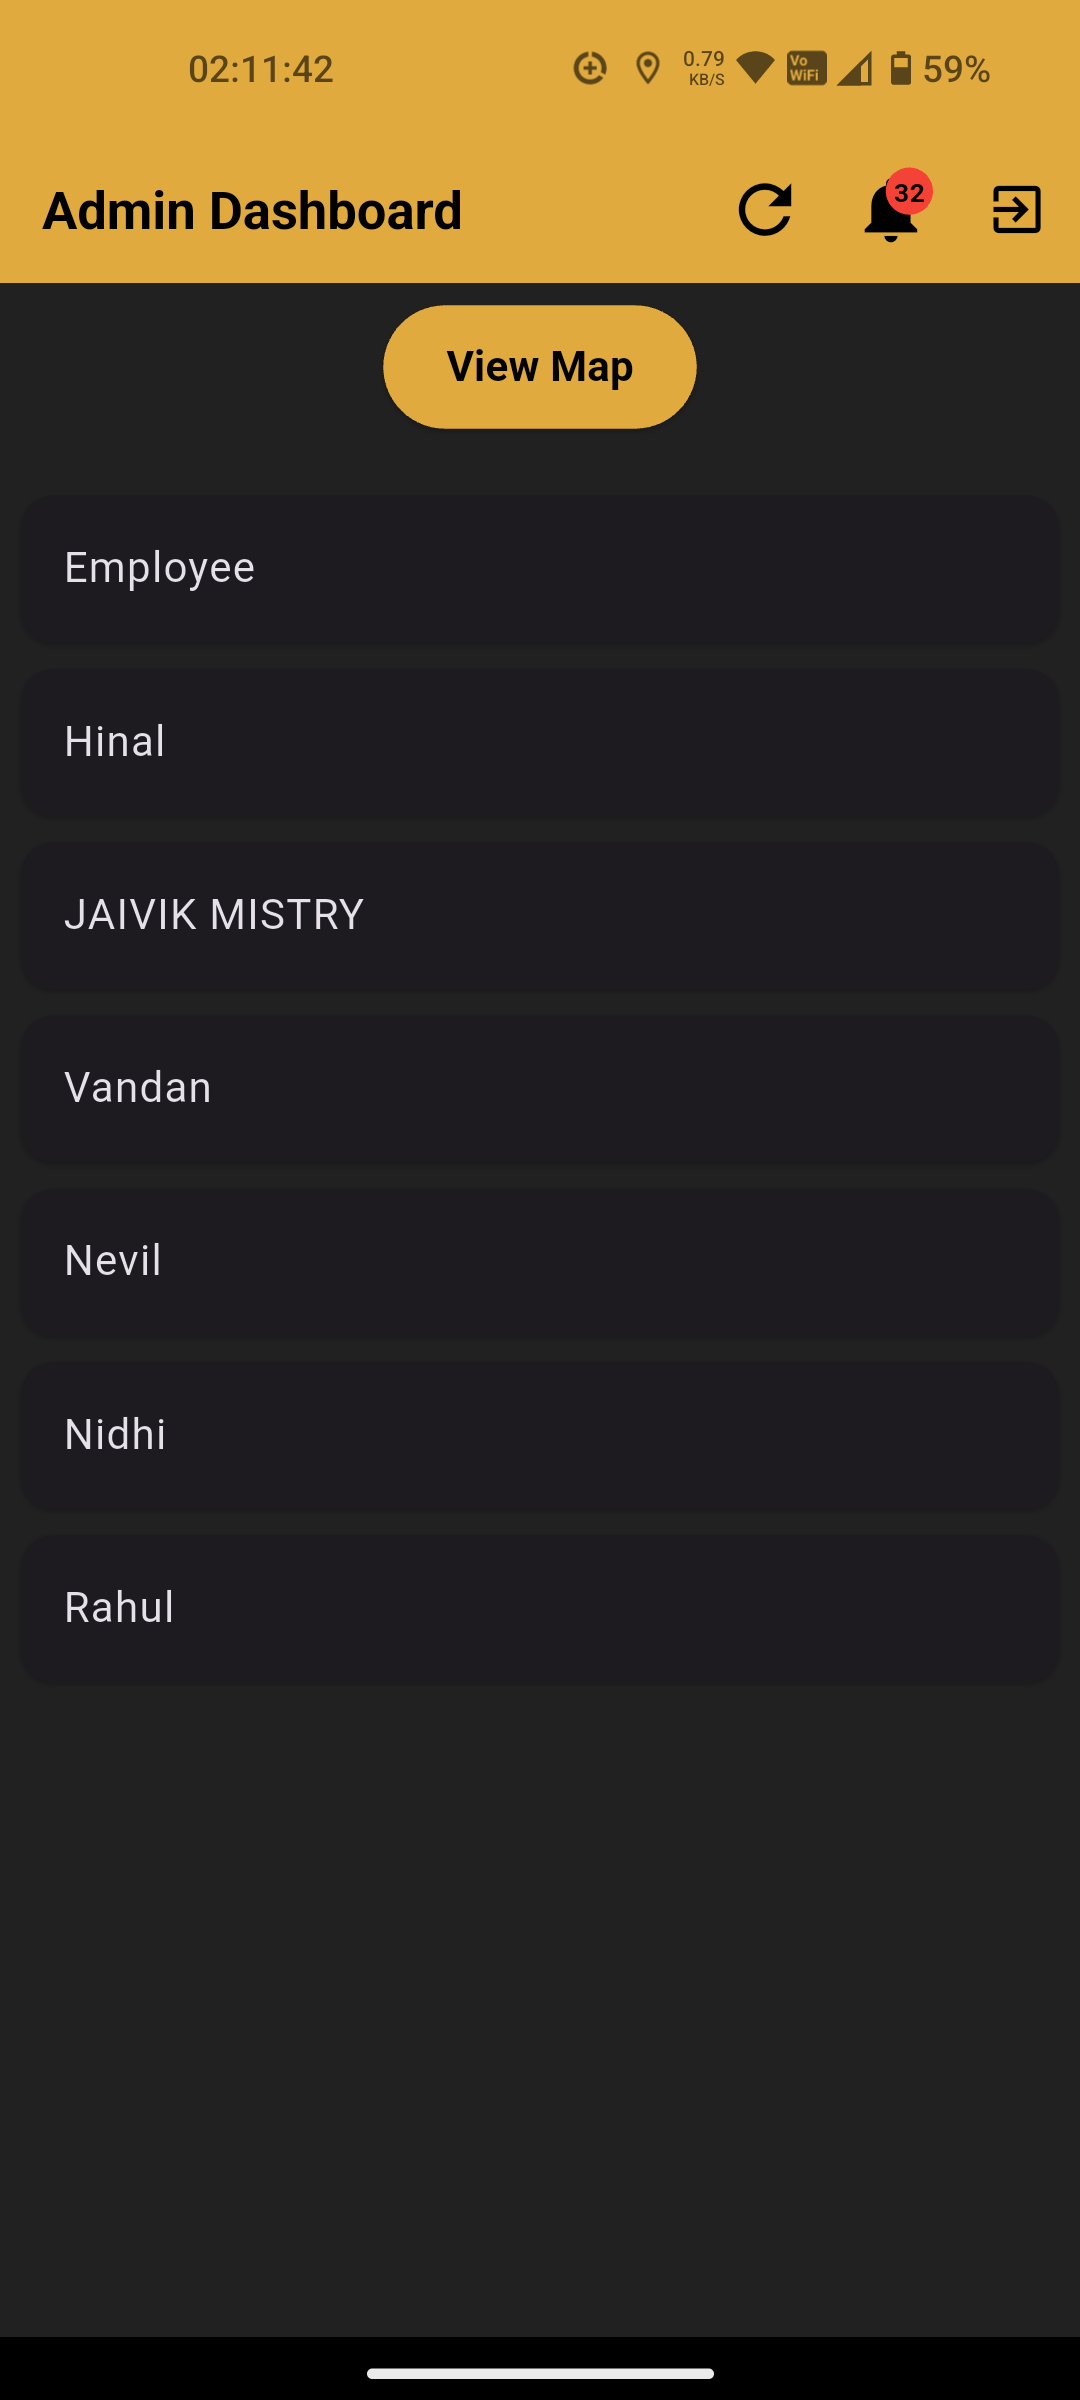 02:11:42
0.79
KB/S
Vo
WiFi
59%
Admin Dashboard
32
View Map
Employee
Hinal
JAIVIK MISTRY
Vandan
Nevil
Nidhi
Rahul